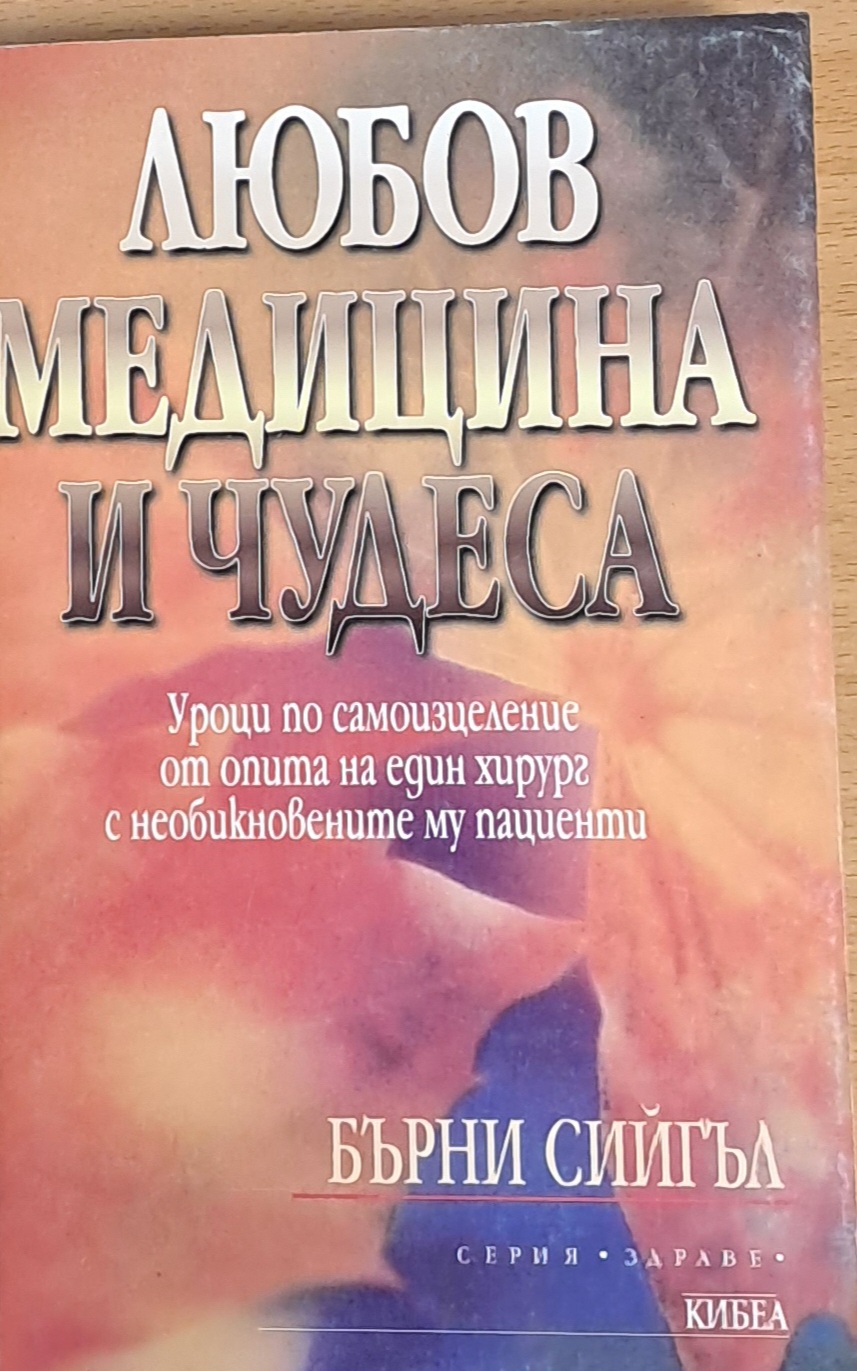 ЛЮБОВ
МЕДИЦИНА
И ЧУДЕСА
Уроци по самоизцеление
от опита на един хирург
с необикновените му пациенти
БЪРНИ СИЙГЪЛ
СЕРИЯ • ЗДРАВЕ •
КИБЕА